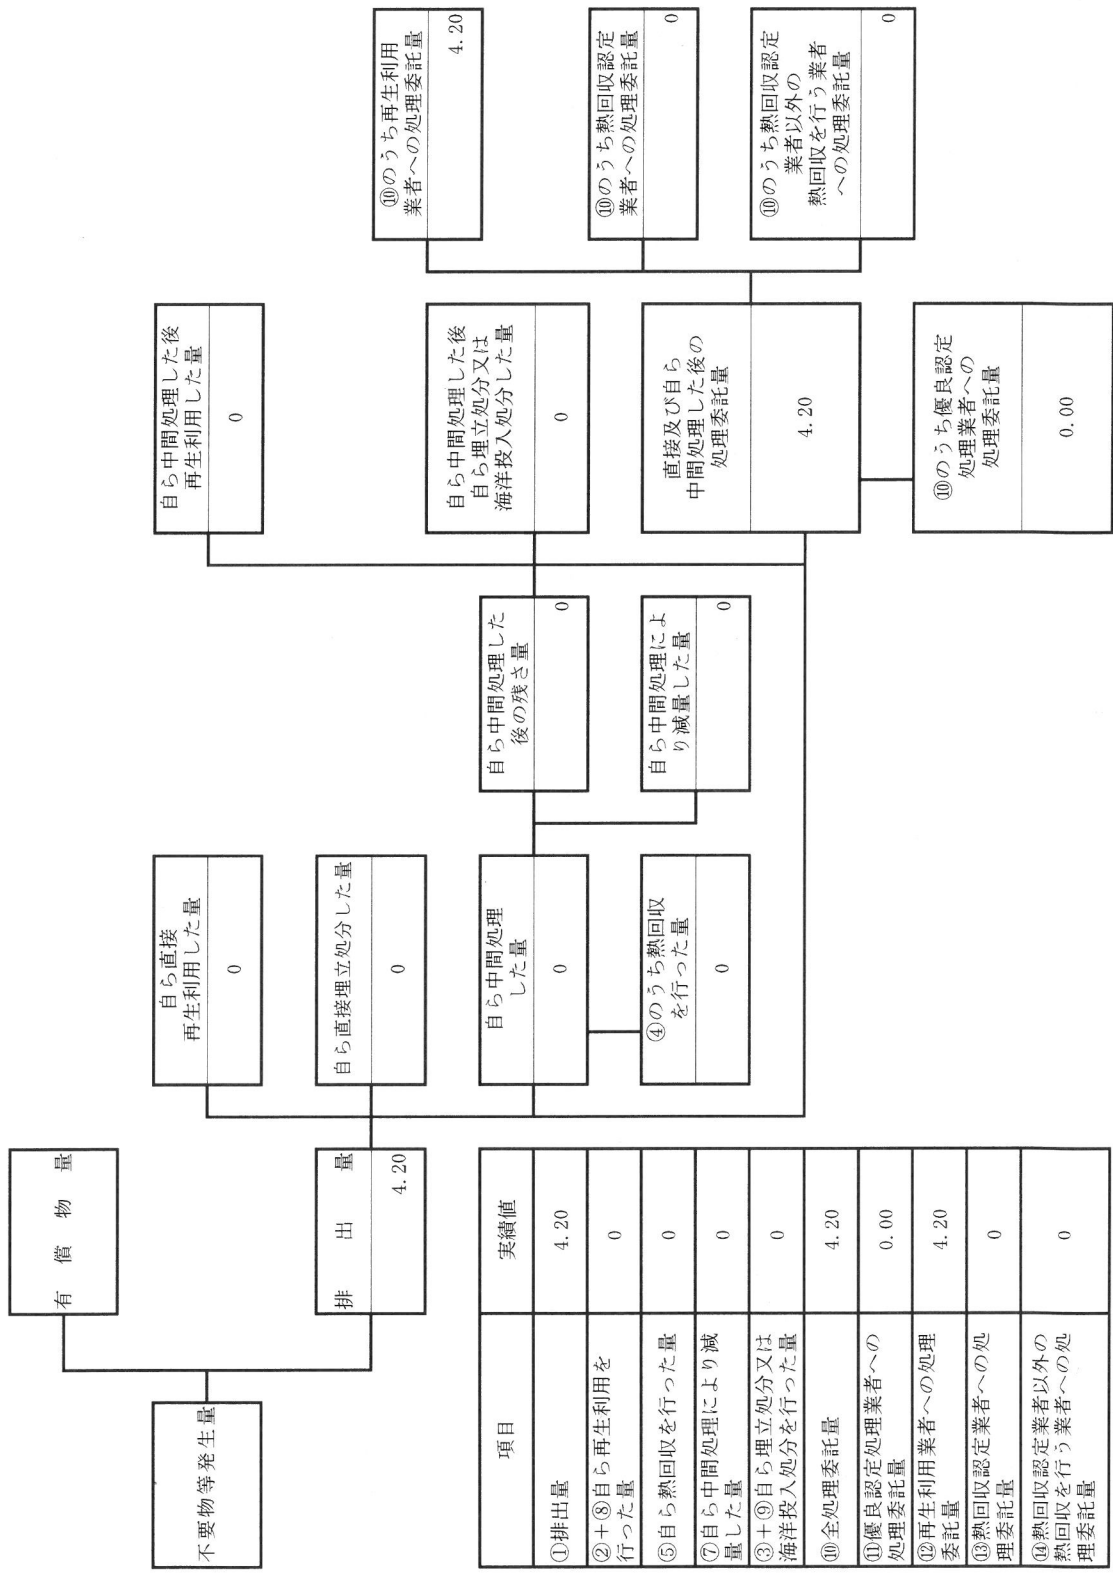 不要物等発生量
有償物量
排出量
4.20
自ら直接
再生利用した量
0
自ら直接埋立処分した量
0
自ら中間処理
した量
0
④のうち熱回収
を行った量
0
自ら中間処理した
後の残さ量
0
自ら中間処理によ
り減量した量
0
自ら中間処理した後
再生利用した量
0
自ら中間処理した後
自ら埋立処分又は
海洋投入処分した量
0
直接及び自ら
中間処理した後の
処理委託量
4.20
⑩のうち優良認定
処理業者への
処理委託量
0.00
⑩のうち再生利用
業者への処理委託量
4.20
⑩のうち熱回収認定
業者への処理委託量
0
⑩のうち熱回収認定
業者以外の
熱回収を行う業者
への処理委託量
0
項目 実績値
①排出量 4.20
②+⑧自ら再生利用を
行った量 0
⑤自ら熱回収を行った量 0
⑦自ら中間処理により減
量した量 0
③+⑨自ら埋立処分又は
海洋投入処分を行った量 0
⑩全処理委託量 4.20
⑪優良認定処理業者への
処理委託量 0.00
⑫再生利用業者への処理
委託量 4.20
⑬熱回収認定業者への処
理委託量 0
⑭熱回収認定業者以外の
熱回収を行う業者への処
理委託量 0